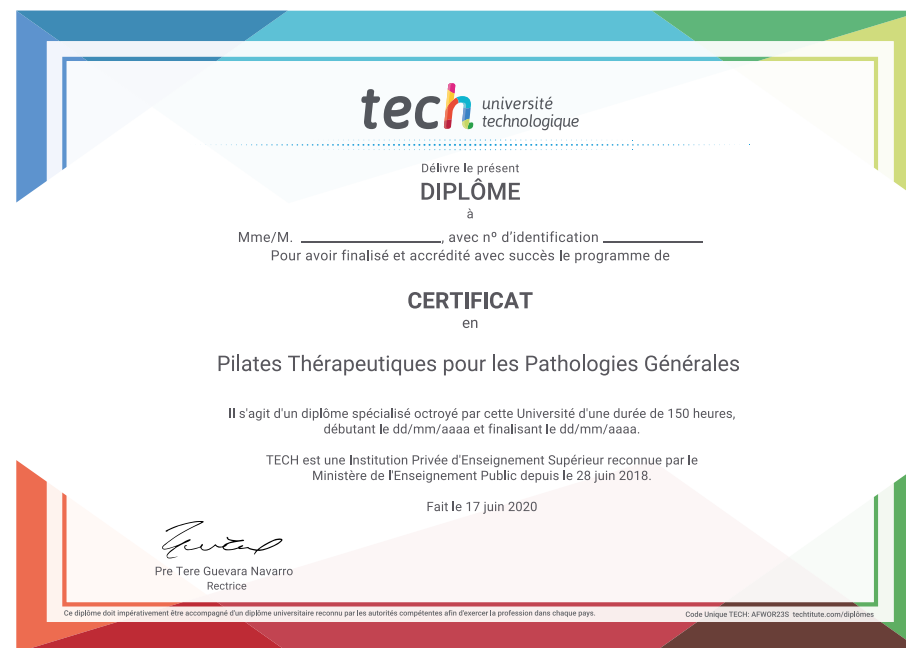 tech université
technologique
Délivre le présent
DIPLÔME
à
Mme/M. ____________________, avec nº d'identification ______________
Pour avoir finalisé et accrédité avec succès le programme de
CERTIFICAT
en
Pilates Thérapeutiques pour les Pathologies Générales
Il s'agit d'un diplôme spécialisé octroyé par cette Université d'une durée de 150 heures,
débutant le dd/mm/aaaa et finalisant le dd/mm/aaaa.
TECH est une Institution Privée d'Enseignement Supérieur reconnue par le
Ministère de l'Enseignement Public depuis le 28 juin 2018.
Fait le 17 juin 2020
Pre Tere Guevara Navarro
Rectrice
Ce diplôme doit impérativement être accompagné d'un diplôme universitaire reconnu par les autorités compétentes afin d'exercer la profession dans chaque pays.
Code Unique TECH: AFWOR23S techtitute.com/diplômes